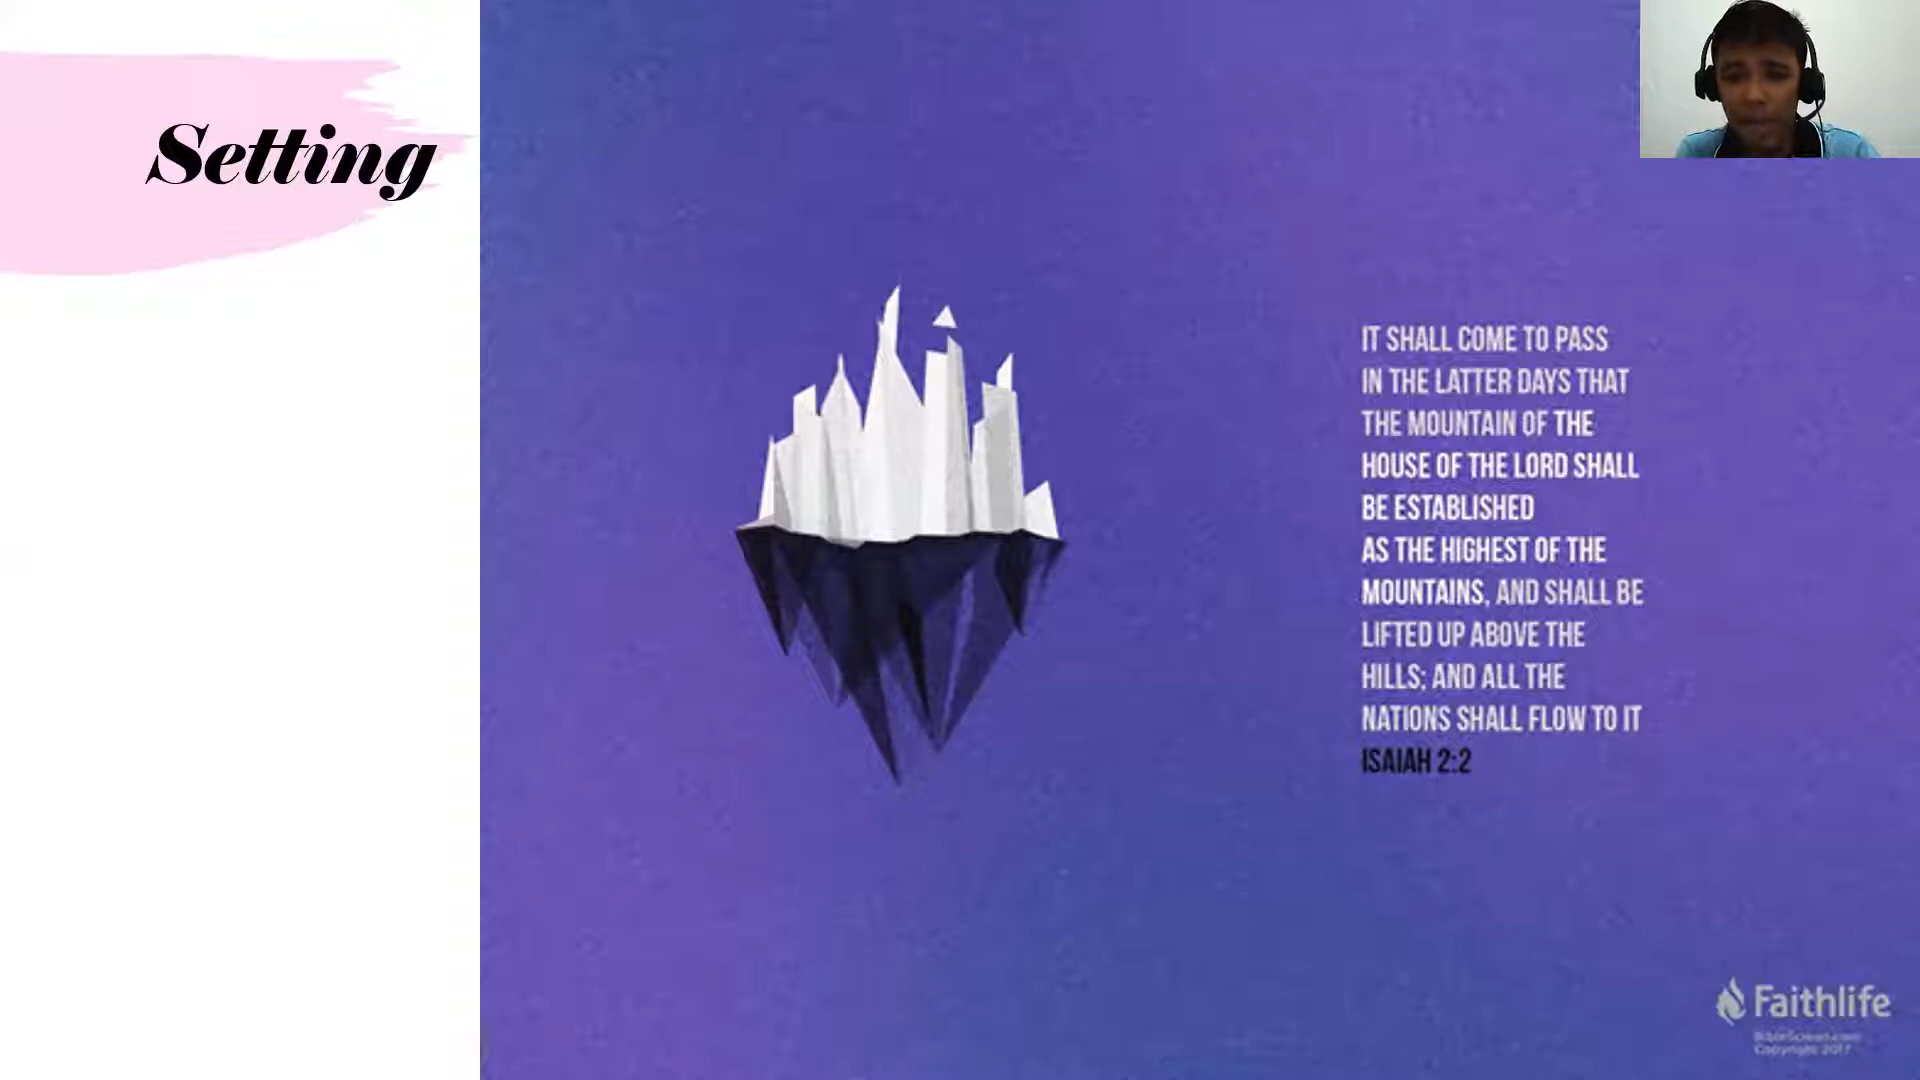 Setting
IT SHALL COME TO PASS
IN THE LATTER DAYS THAT
THE MOUNTAIN OF THE
HOUSE OF THE LORD SHALL
BE ESTABLISHED
AS THE HIGHEST OF THE
MOUNTAINS, AND SHALL BE
LIFTED UP ABOVE THE
HILLS; AND ALL THE
NATIONS SHALL FLOW TO IT
ISAIAH 2:2
Faithlife
Copyright 2017